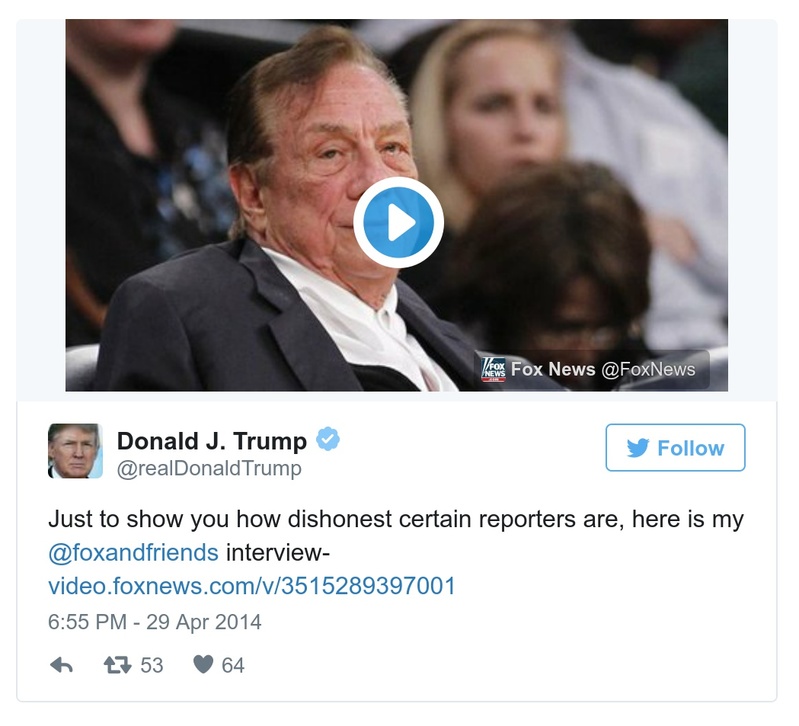 FOX
NEWS
Fox News @FoxNews
Donald J. Trump
@realDonaldTrump
Follow
Just to show you how dishonest certain reporters are, here is my
@foxandfriends interview-
video.foxnews.com/v/3515289397001
6:55 PM - 29 Apr 2014
53 64